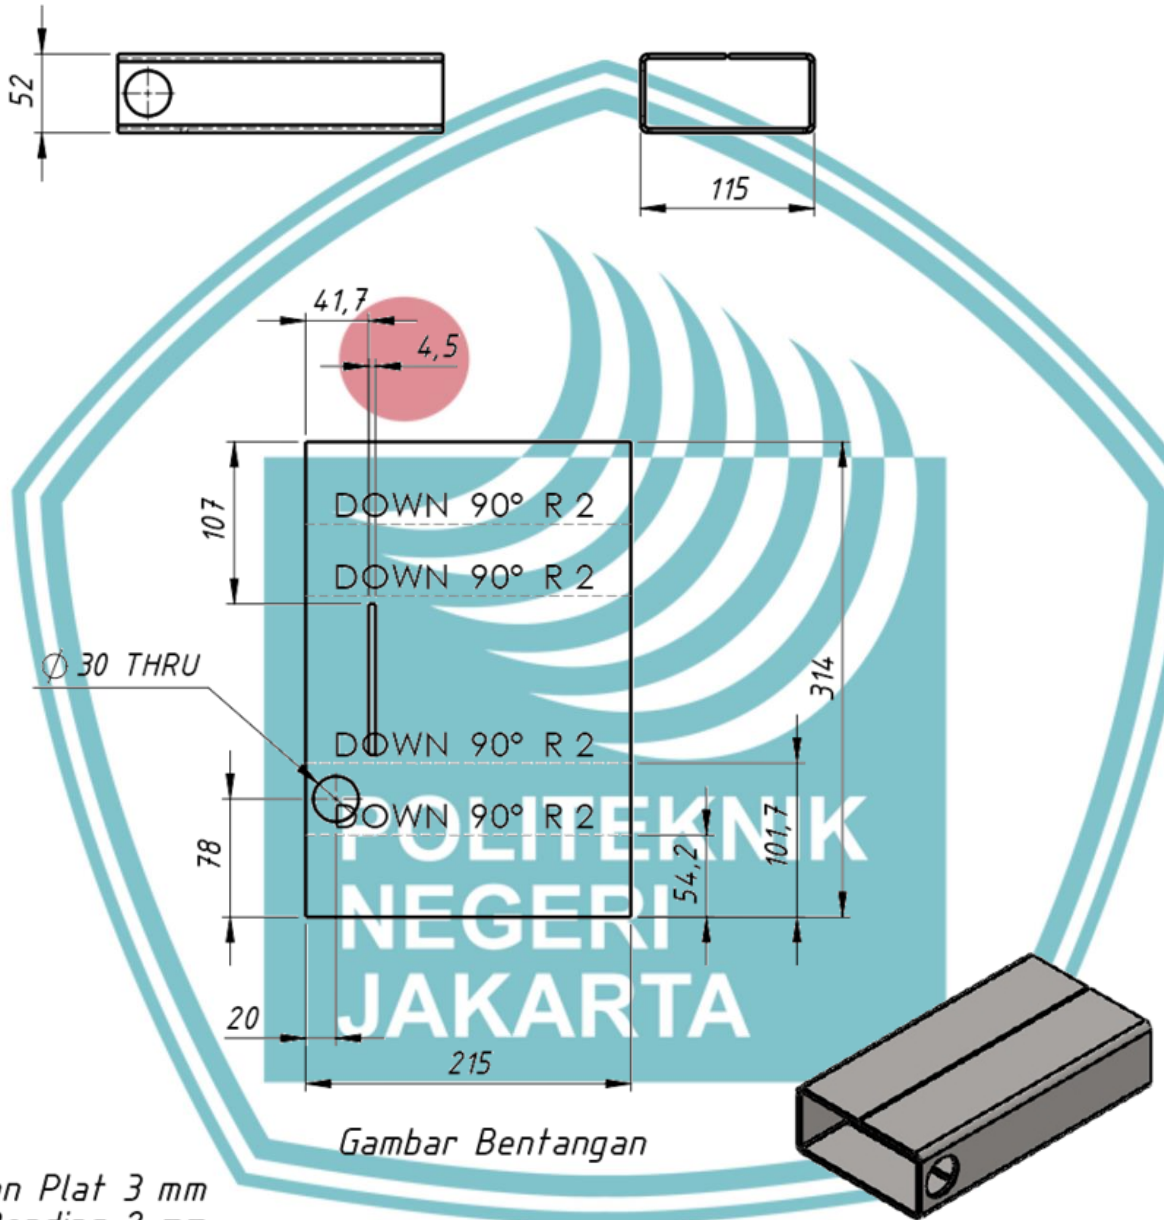 52
115
41,7
4,5
107
DOWN 90° R 2
DOWN 90° R 2
Ø 30 THRU
314
DOWN 90° R 2
DOWN 90° R 2
78
54,2
101,7
POLITEKNIK
NEGERI
JAKARTA
20
215
Gambar Bentangan
Plat 3 mm